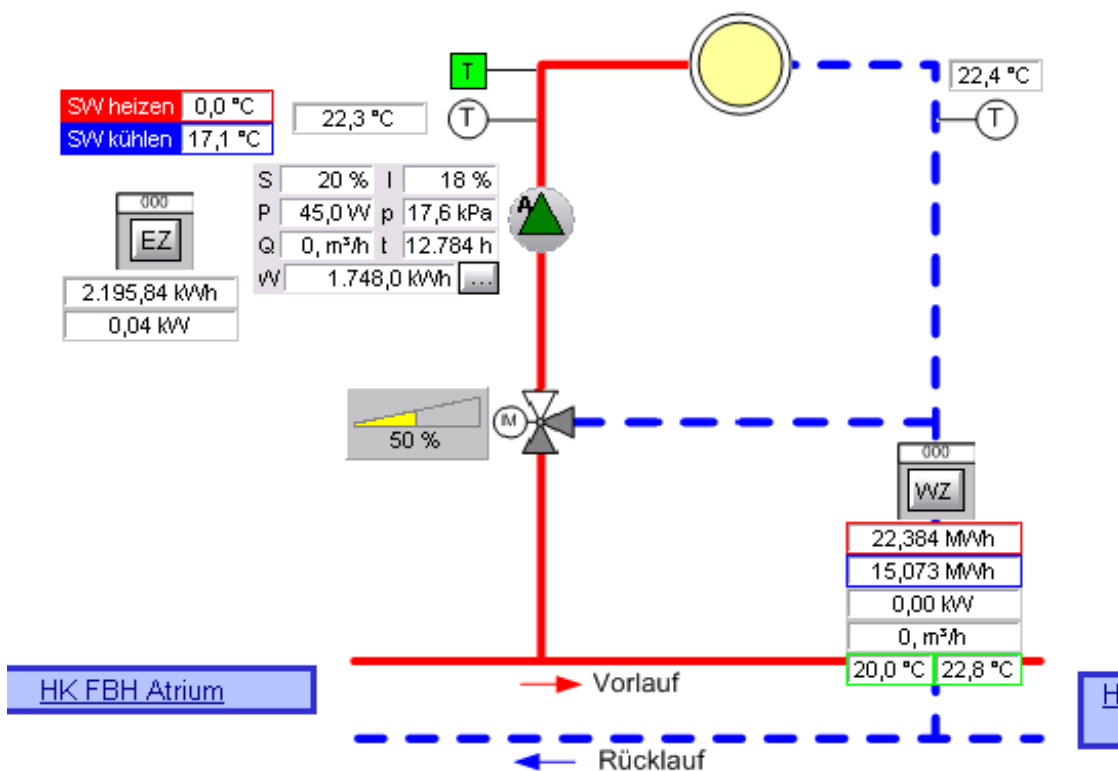 T
22,4 °C
SW heizen 0,0 °C
SW kühlen 17,1 °C
22,3 °C
T
T
S 20 % I 18 %
P 45,0 W p 17,6 kPa
Q 0, m³/h t 12.784 h
W 1.748,0 kWh ...
A
000
EZ
2.195,84 kWh
0,04 kW
50 %
M
000
WZ
22,384 MWh
15,073 MWh
0,00 kW
0, m³/h
20,0 °C 22,8 °C
HK FBH Atrium
Vorlauf
H
Rücklauf